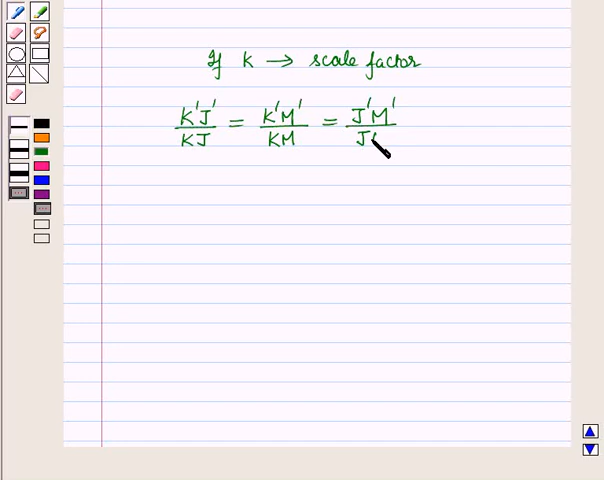 If k → scale factor
K'J'/KJ = K'M'/KM = J'M'/J